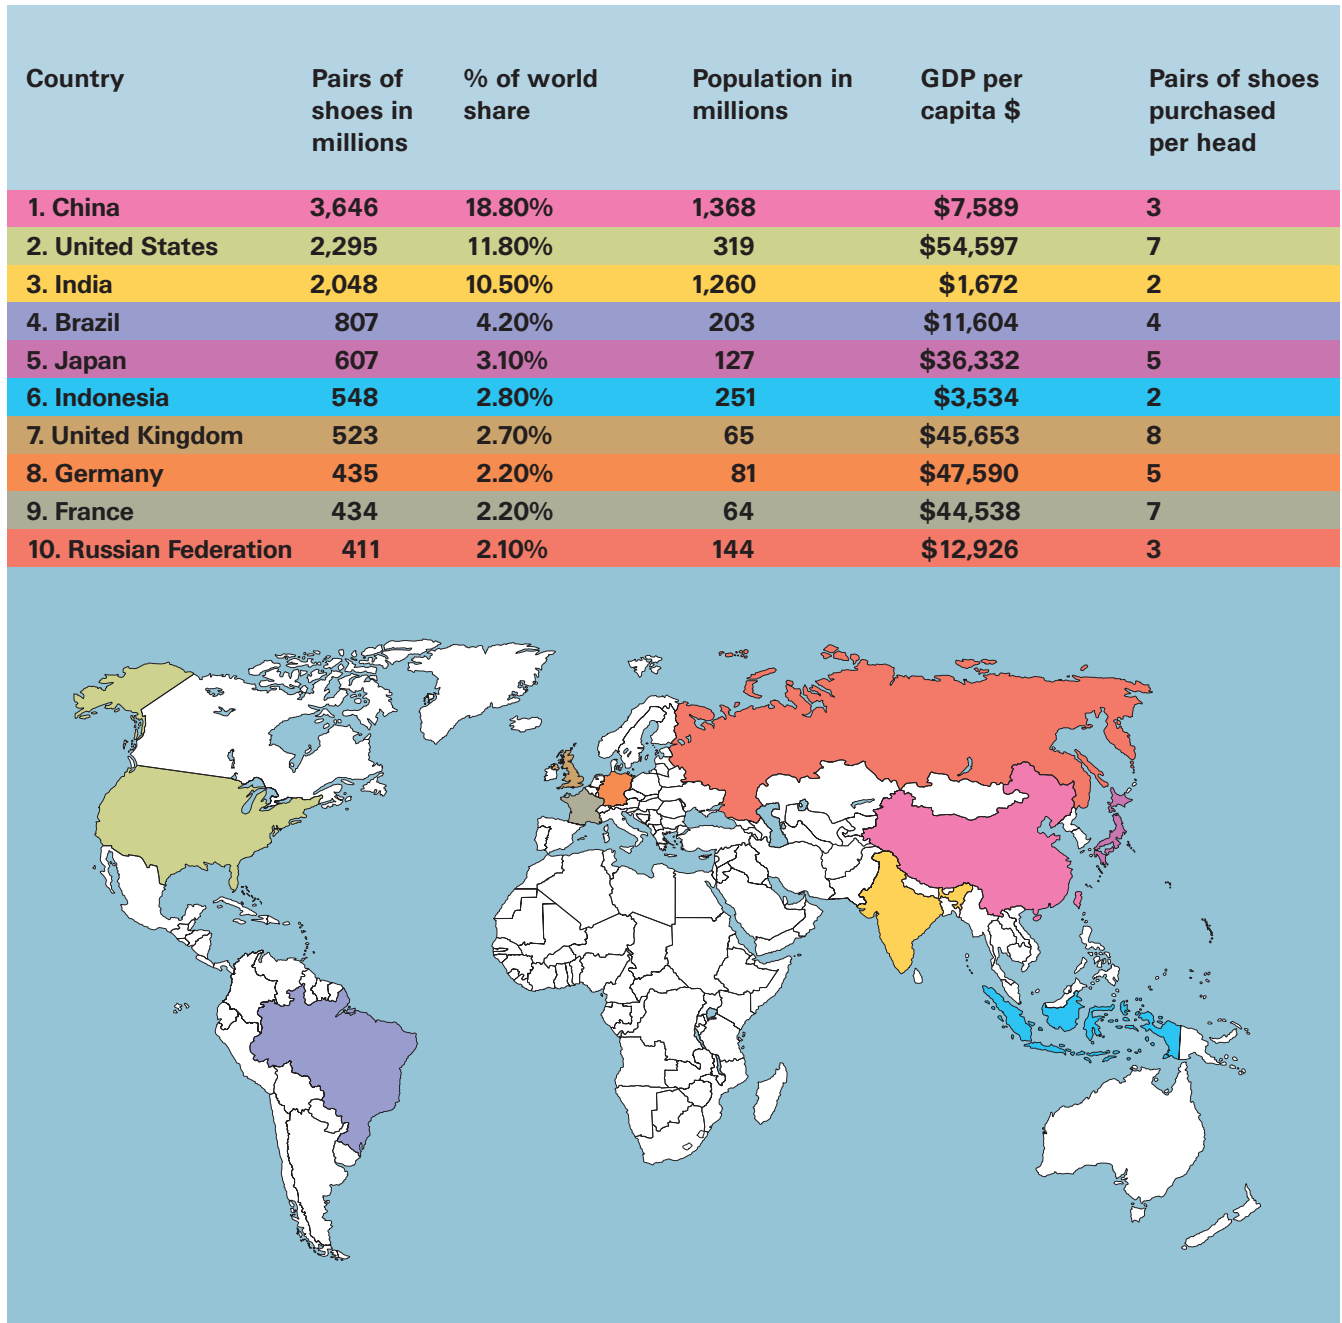 Country Pairs of % of world Population in GDP per Pairs of shoes
shoes in share millions capita $ purchased
millions per head
1. China 3,646 18.80% 1,368 $7,589 3
2. United States 2,295 11.80% 319 $54,597 7
3. India 2,048 10.50% 1,260 $1,672 2
4. Brazil 807 4.20% 203 $11,604 4
5. Japan 607 3.10% 127 $36,332 5
6. Indonesia 548 2.80% 251 $3,534 2
7. United Kingdom 523 2.70% 65 $45,653 8
8. Germany 435 2.20% 81 $47,590 5
9. France 434 2.20% 64 $44,538 7
10. Russian Federation 411 2.10% 144 $12,926 3